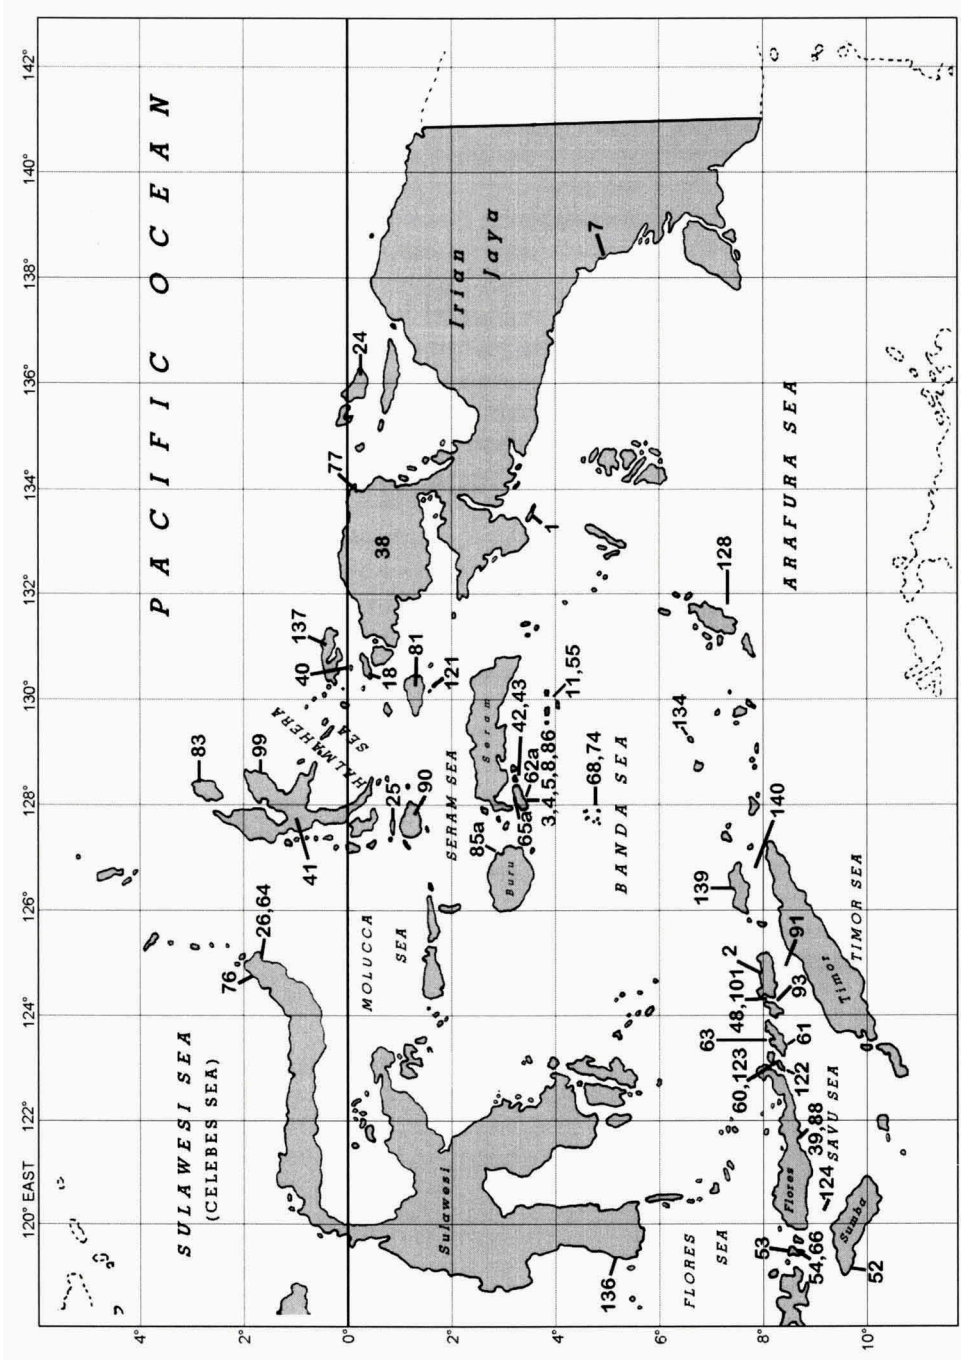 142°
140°
138°
136°
134°
132°
130°
128°
126°
124°
122°
120° EAST
4°
2°
0°
2°
4°
6°
8°
10°
PACIFIC OCEAN
SULAWESI SEA
(CELEBES SEA)
MOLUCCA
SEA
HALMAHERA
SEA
SERAM SEA
BANDA SEA
ARAFURA SEA
TIMOR SEA
SAVU SEA
FLORES
SEA
Irian
Jaya
Seram
Buru
Sulawesi
Timor
Flores
Sumba
76
26,64
83
99
41
25
90
137
40
18
81
121
77
38
24
7
1
85a
65a
62a
42,43
3,4,5,8,86
11,55
68,74
128
134
139
140
91
2
93
48,101
63
61
60,123
122
39,88
124
53
54,66
52
136